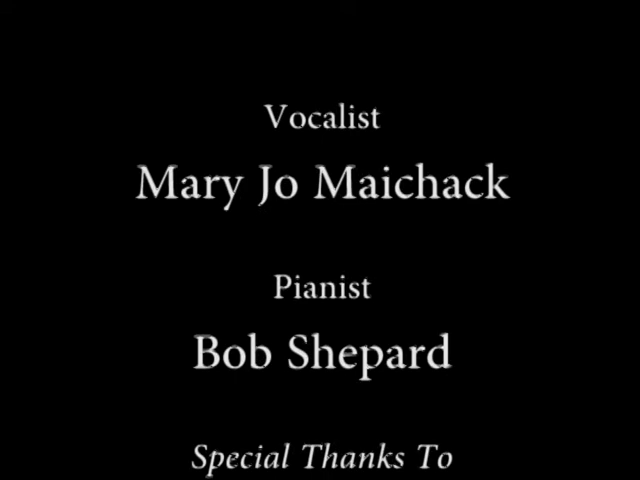 Vocalist
Mary Jo Maichack
Pianist
Bob Shepard
Special Thanks To